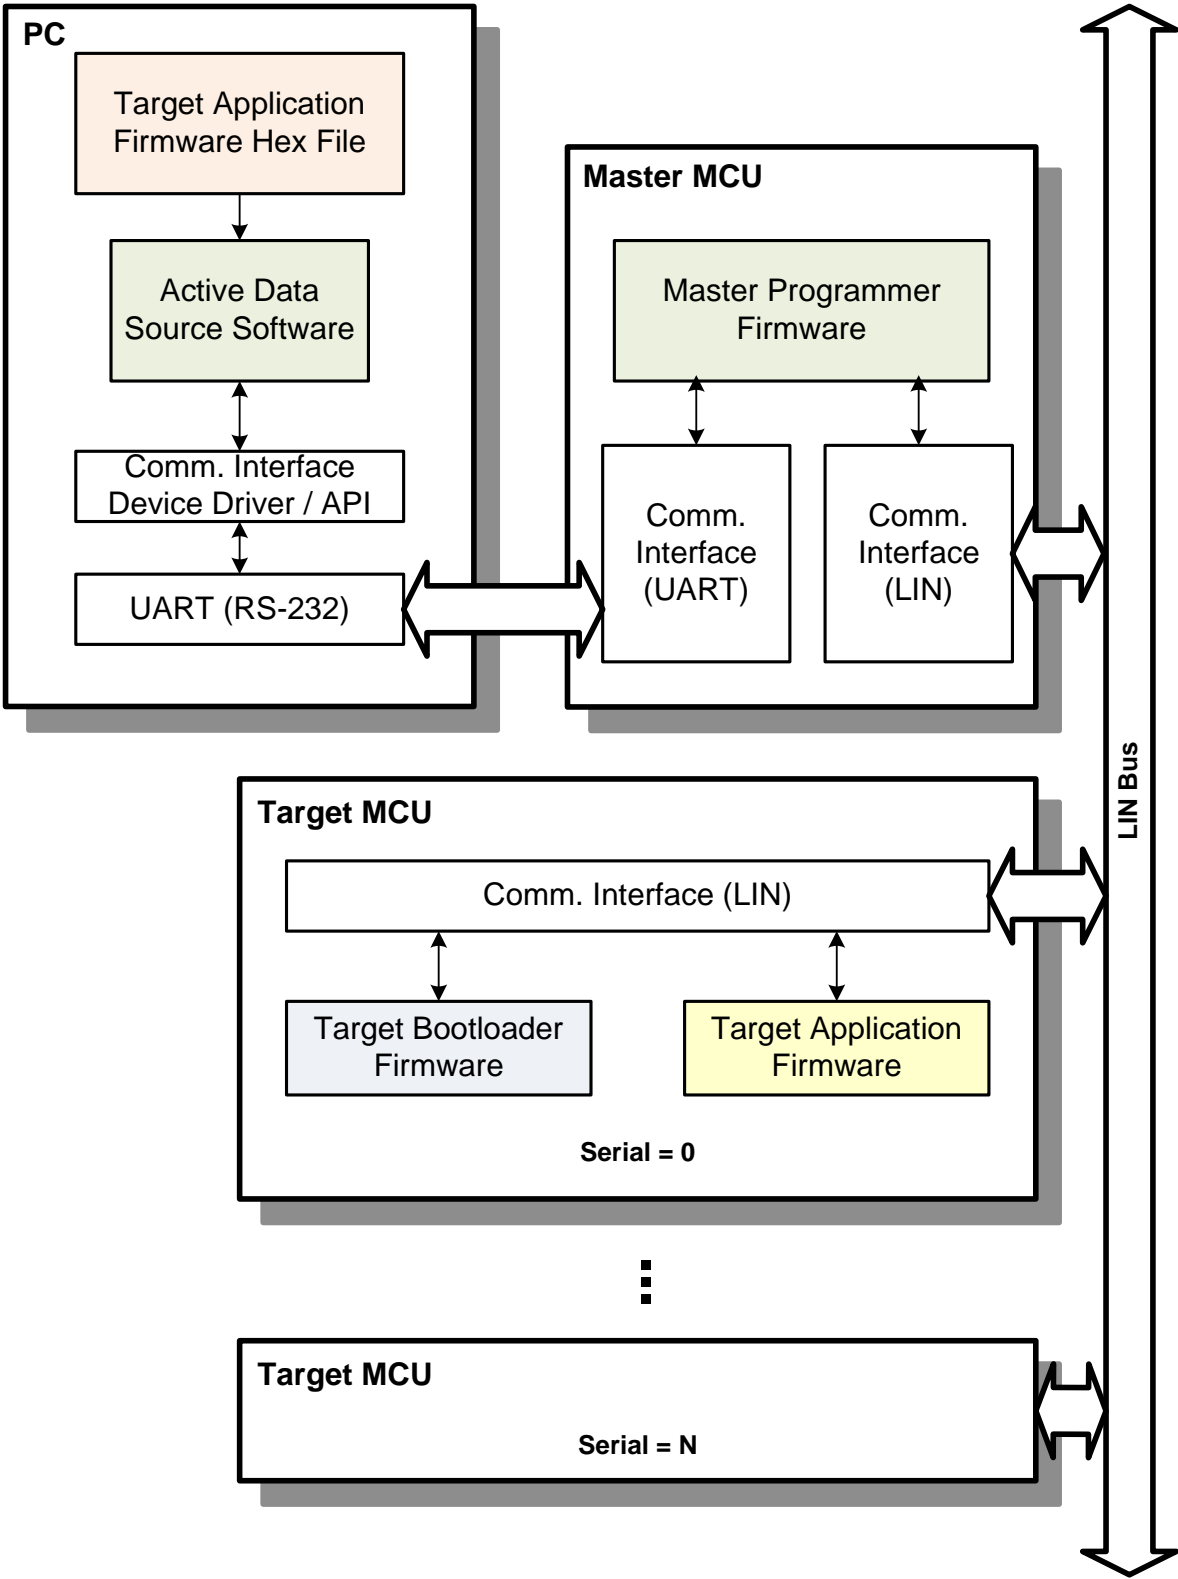 PC
Target Application
Firmware Hex File
Active Data
Source Software
Comm. Interface
Device Driver / API
UART (RS-232)
Master MCU
Master Programmer
Firmware
Comm.
Interface
(UART)
Comm.
Interface
(LIN)
LIN Bus
Target MCU
Comm. Interface (LIN)
Target Bootloader
Firmware
Target Application
Firmware
Serial = 0
Target MCU
Serial = N